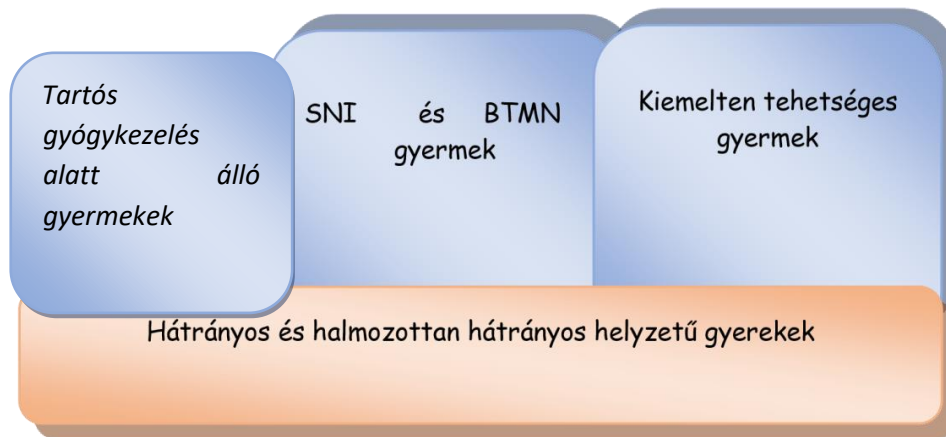 Tartós
gyógykezelés
alatt álló
gyermekek
SNI és BTMN
gyermek
Kiemelten tehetséges
gyermek
Hátrányos és halmozottan hátrányos helyzetű gyerekek